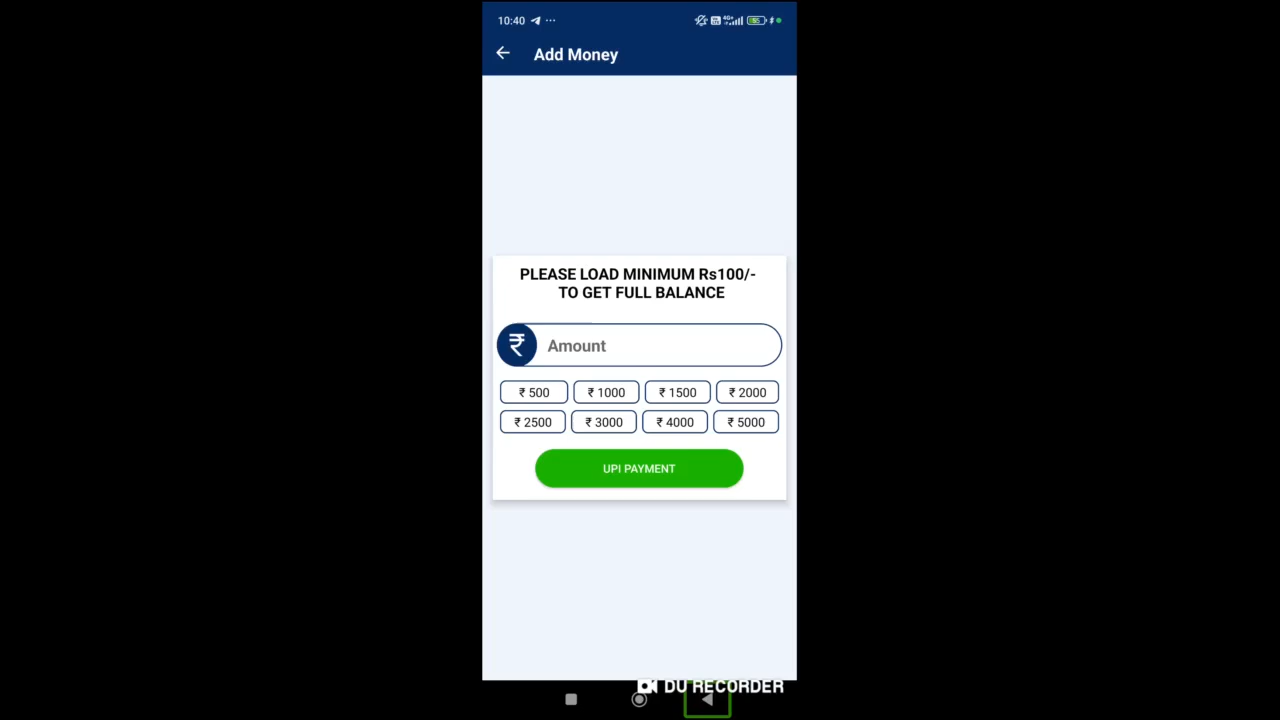 10:40
4G
Add Money
PLEASE LOAD MINIMUM Rs100/-
TO GET FULL BALANCE
₹ Amount
₹ 500 ₹ 1000 ₹ 1500 ₹ 2000
₹ 2500 ₹ 3000 ₹ 4000 ₹ 5000
UPI PAYMENT
DU RECORDER